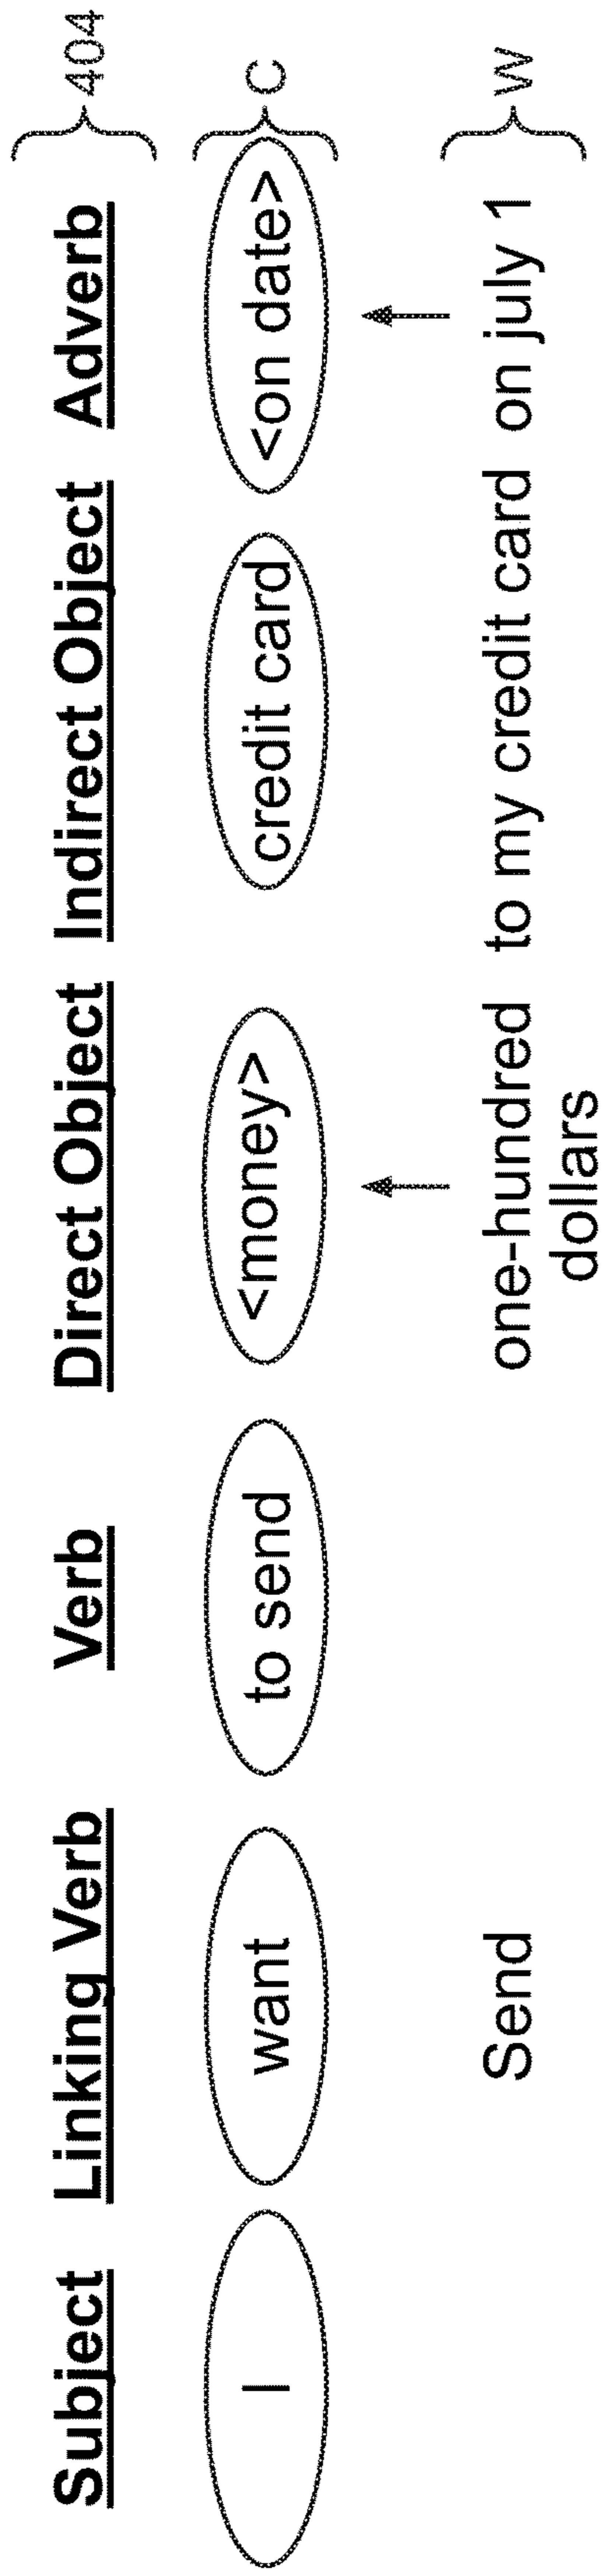 Subject Linking Verb Verb Direct Object Indirect Object Adverb 404
I want to send <money> credit card <on date> C
Send one-hundred to my credit card on july 1 W
dollars